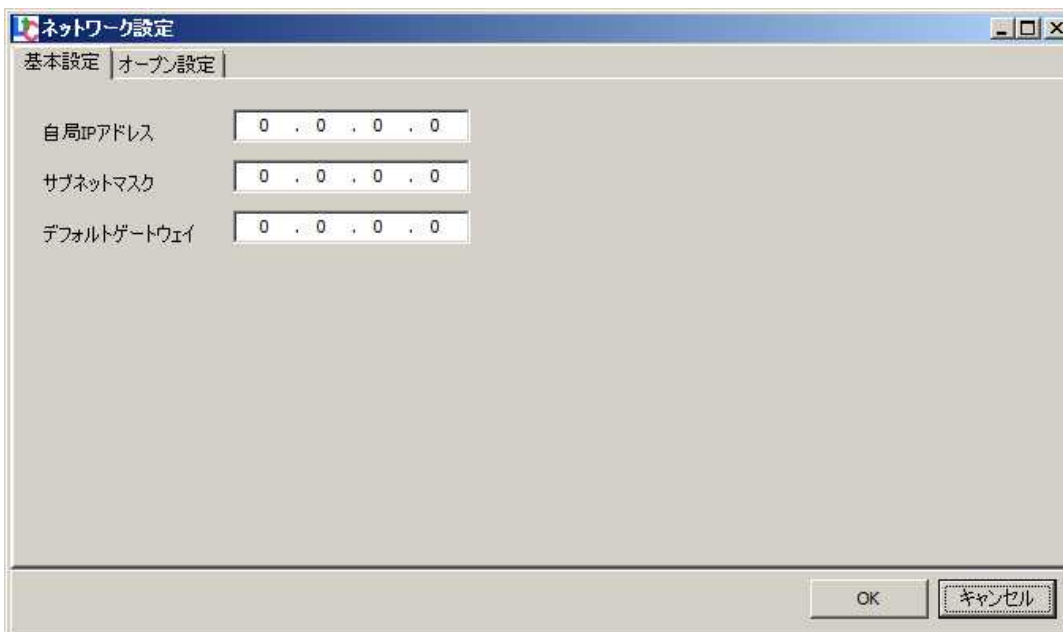 ネットワーク設定
基本設定 オープン設定
自局IPアドレス 0 . 0 . 0 . 0
サブネットマスク 0 . 0 . 0 . 0
デフォルトゲートウェイ 0 . 0 . 0 . 0
OK キャンセル